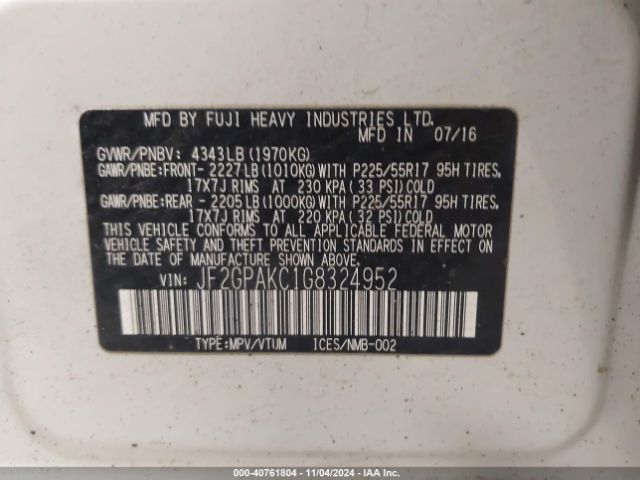 MFD BY FUJI HEAVY INDUSTRIES LTD.
MFD IN 07/16
GVWR/PNBV: 4343LB(1970KG)
GAWR/PNBE:FRONT- 2227LB(1010KG)WITH P225/55R17 95H TIRES,
17X7J RIMS AT 230 KPA(33 PSI)COLD
GAWR/PNBE:REAR - 2205LB(1000KG)WITH P225/55R17 95H TIRES,
17X7J RIMS AT 220 KPA(32 PSI)COLD
THIS VEHICLE CONFORMS TO ALL APPLICABLE FEDERAL MOTOR
VEHICLE SAFETY AND THEFT PREVENTION STANDARDS IN EFFECT
ON THE DATE OF MANUFACTURE SHOWN ABOVE.
VIN: JF2GPAKC1G8324952
TYPE:MPV/VTUM ICES/NMB-002
000-40761804 - 11/04/2024 - IAA Inc.